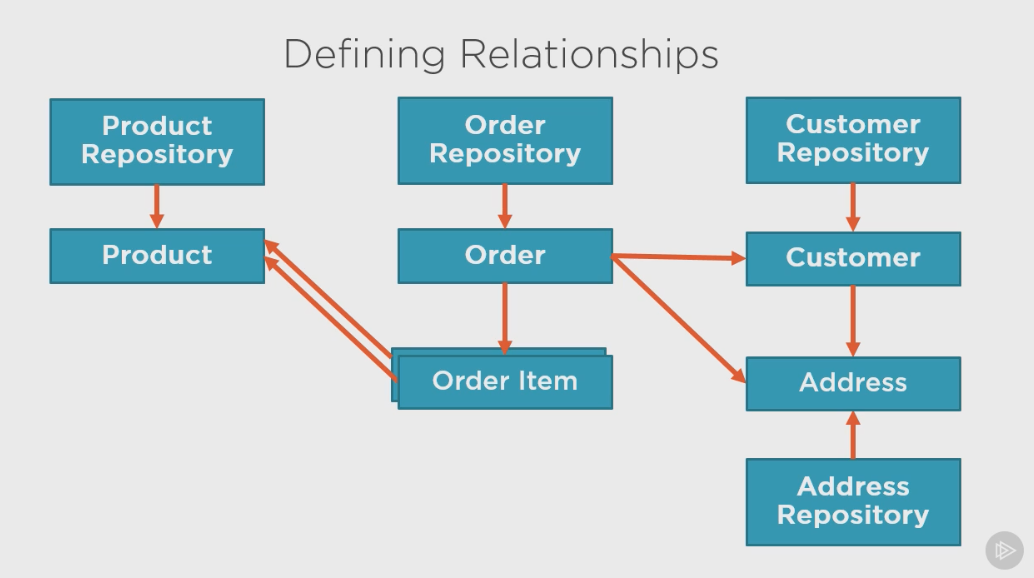 Defining Relationships
Product
Repository
Order
Repository
Customer
Repository
Product
Order
Customer
Order Item
Address
Address
Repository